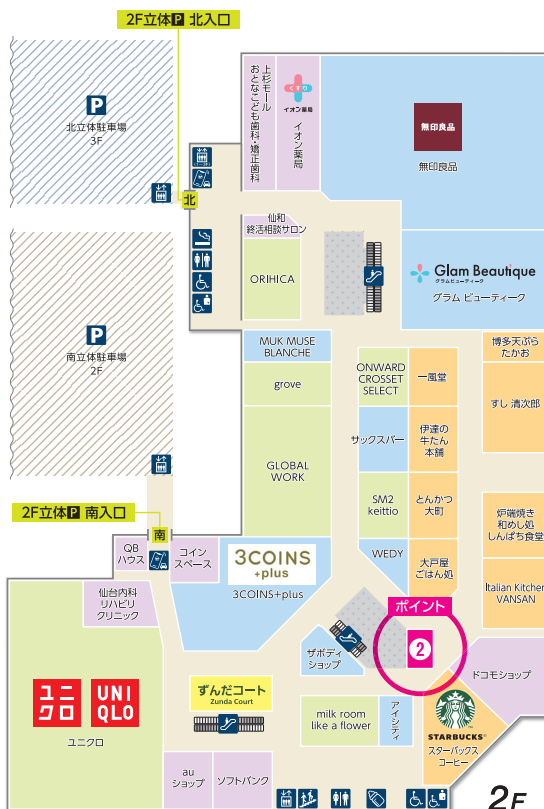 2F立体P 北入口
P
北立体駐車場
3F
北
上杉モール
おとなこども歯科・矯正歯科
くすり
イオン薬局
イオン薬局
無印良品
無印良品
仙和
終活相談サロン
ORIHICA
Glam Beautique
グラムビューティーク
グラム ビューティーク
P
南立体駐車場
2F
MUK MUSE
BLANCHE
grove
GLOBAL
WORK
ONWARD
CROSSET
SELECT
一風堂
博多天ぷら
たかお
すし 清次郎
サックスバー
伊達の
牛たん
本舗
SM2
keittio
とんかつ
大町
炉端焼き
和めし処
しんぱち食堂
WEDY
大戸屋
ごはん処
Italian Kitchen
VANSAN
2F立体P 南入口
南
QB
ハウス
コイン
スペース
3COINS
+plus
3COINS+plus
仙台内科
リハビリ
クリニック
ポイント
2
ザボディ
ショップ
ドコモショップ
ユニクロ
UNIQLO
ユニクロ
ずんだコート
Zunda Court
milk room
like a flower
アイシティ
STARBUCKS
スターバックス
コーヒー
au
ショップ
ソフトバンク
2F